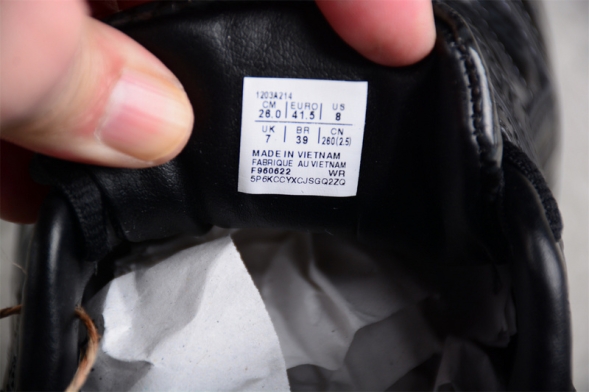 1203A214
CM EURO US
26.0 41.5 8
UK BR CN
7 39 260(2.5)
MADE IN VIETNAM
FABRIQUE AU VIETNAM
F960622 WR
5P6KCCYXCJSGQ2ZQ